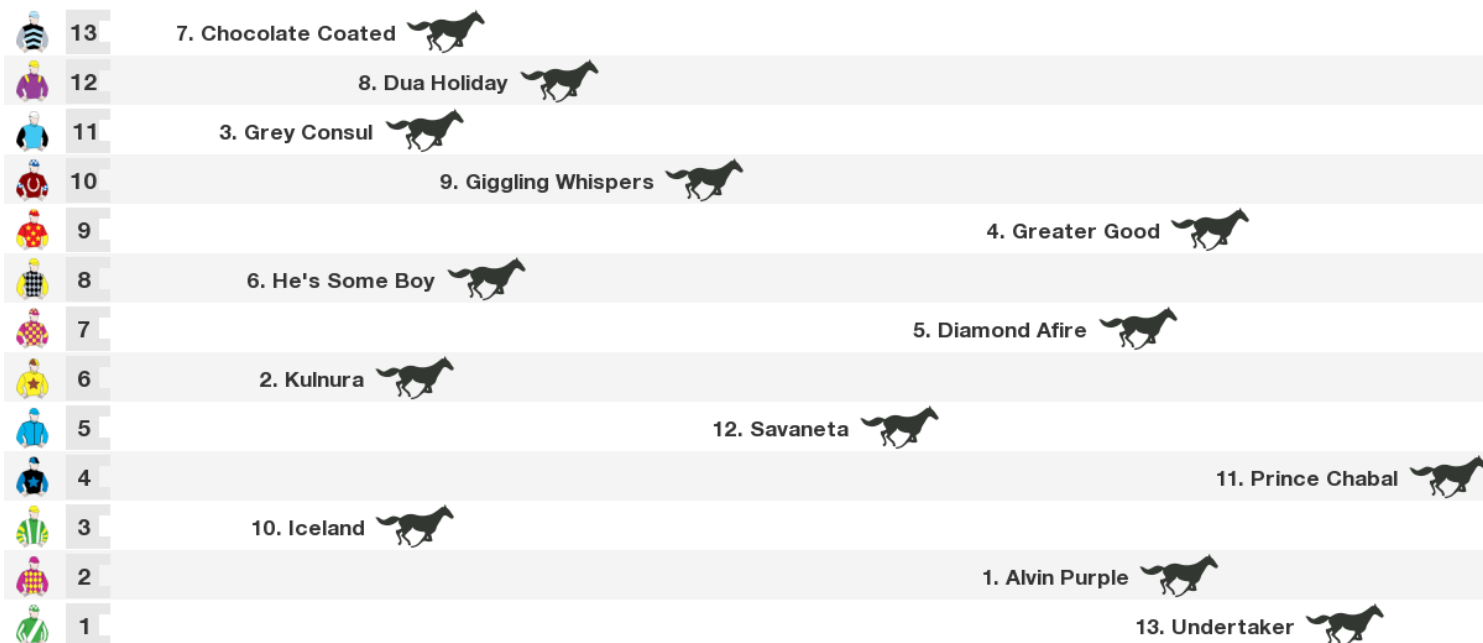 13 7. Chocolate Coated
12 8. Dua Holiday
11 3. Grey Consul
10 9. Giggling Whispers
9 4. Greater Good
8 6. He's Some Boy
7 5. Diamond Afire
6 2. Kulnura
5 12. Savaneta
4 11. Prince Chabal
3 10. Iceland
2 1. Alvin Purple
1 13. Undertaker